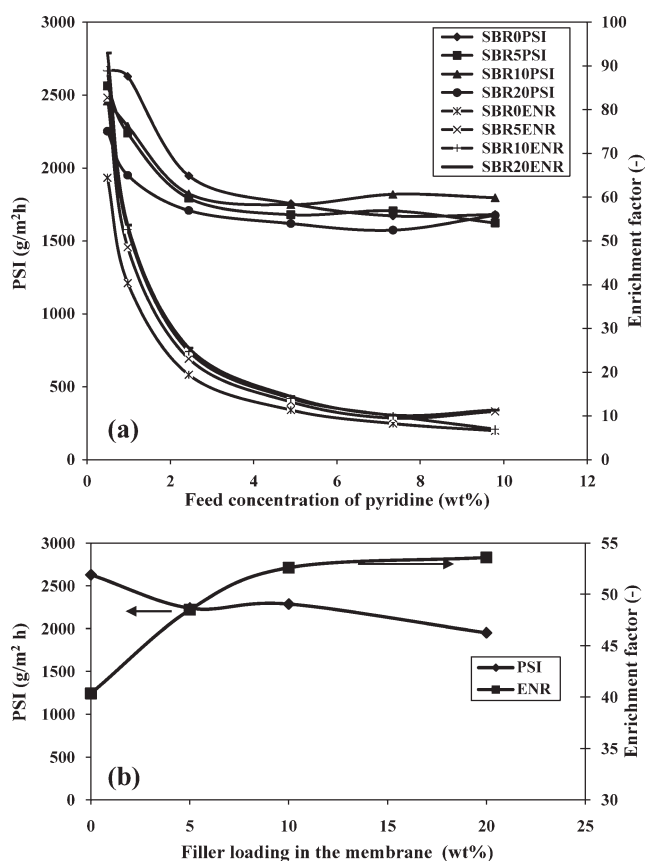 3000
2500
2000
1500
1000
500
0
PSI (g/m²h)
100
90
80
70
60
50
40
30
20
10
0
Enrichment factor (-)
SBR0PSI
SBR5PSI
SBR10PSI
SBR20PSI
SBR0ENR
SBR5ENR
SBR10ENR
SBR20ENR
(a)
0 2 4 6 8 10 12
Feed concentration of pyridine (wt%)
3000
2500
2000
1500
1000
500
0
PSI (g/m² h)
55
50
45
40
35
30
Enrichment factor (-)
PSI
ENR
(b)
0 5 10 15 20 25
Filler loading in the membrane (wt%)